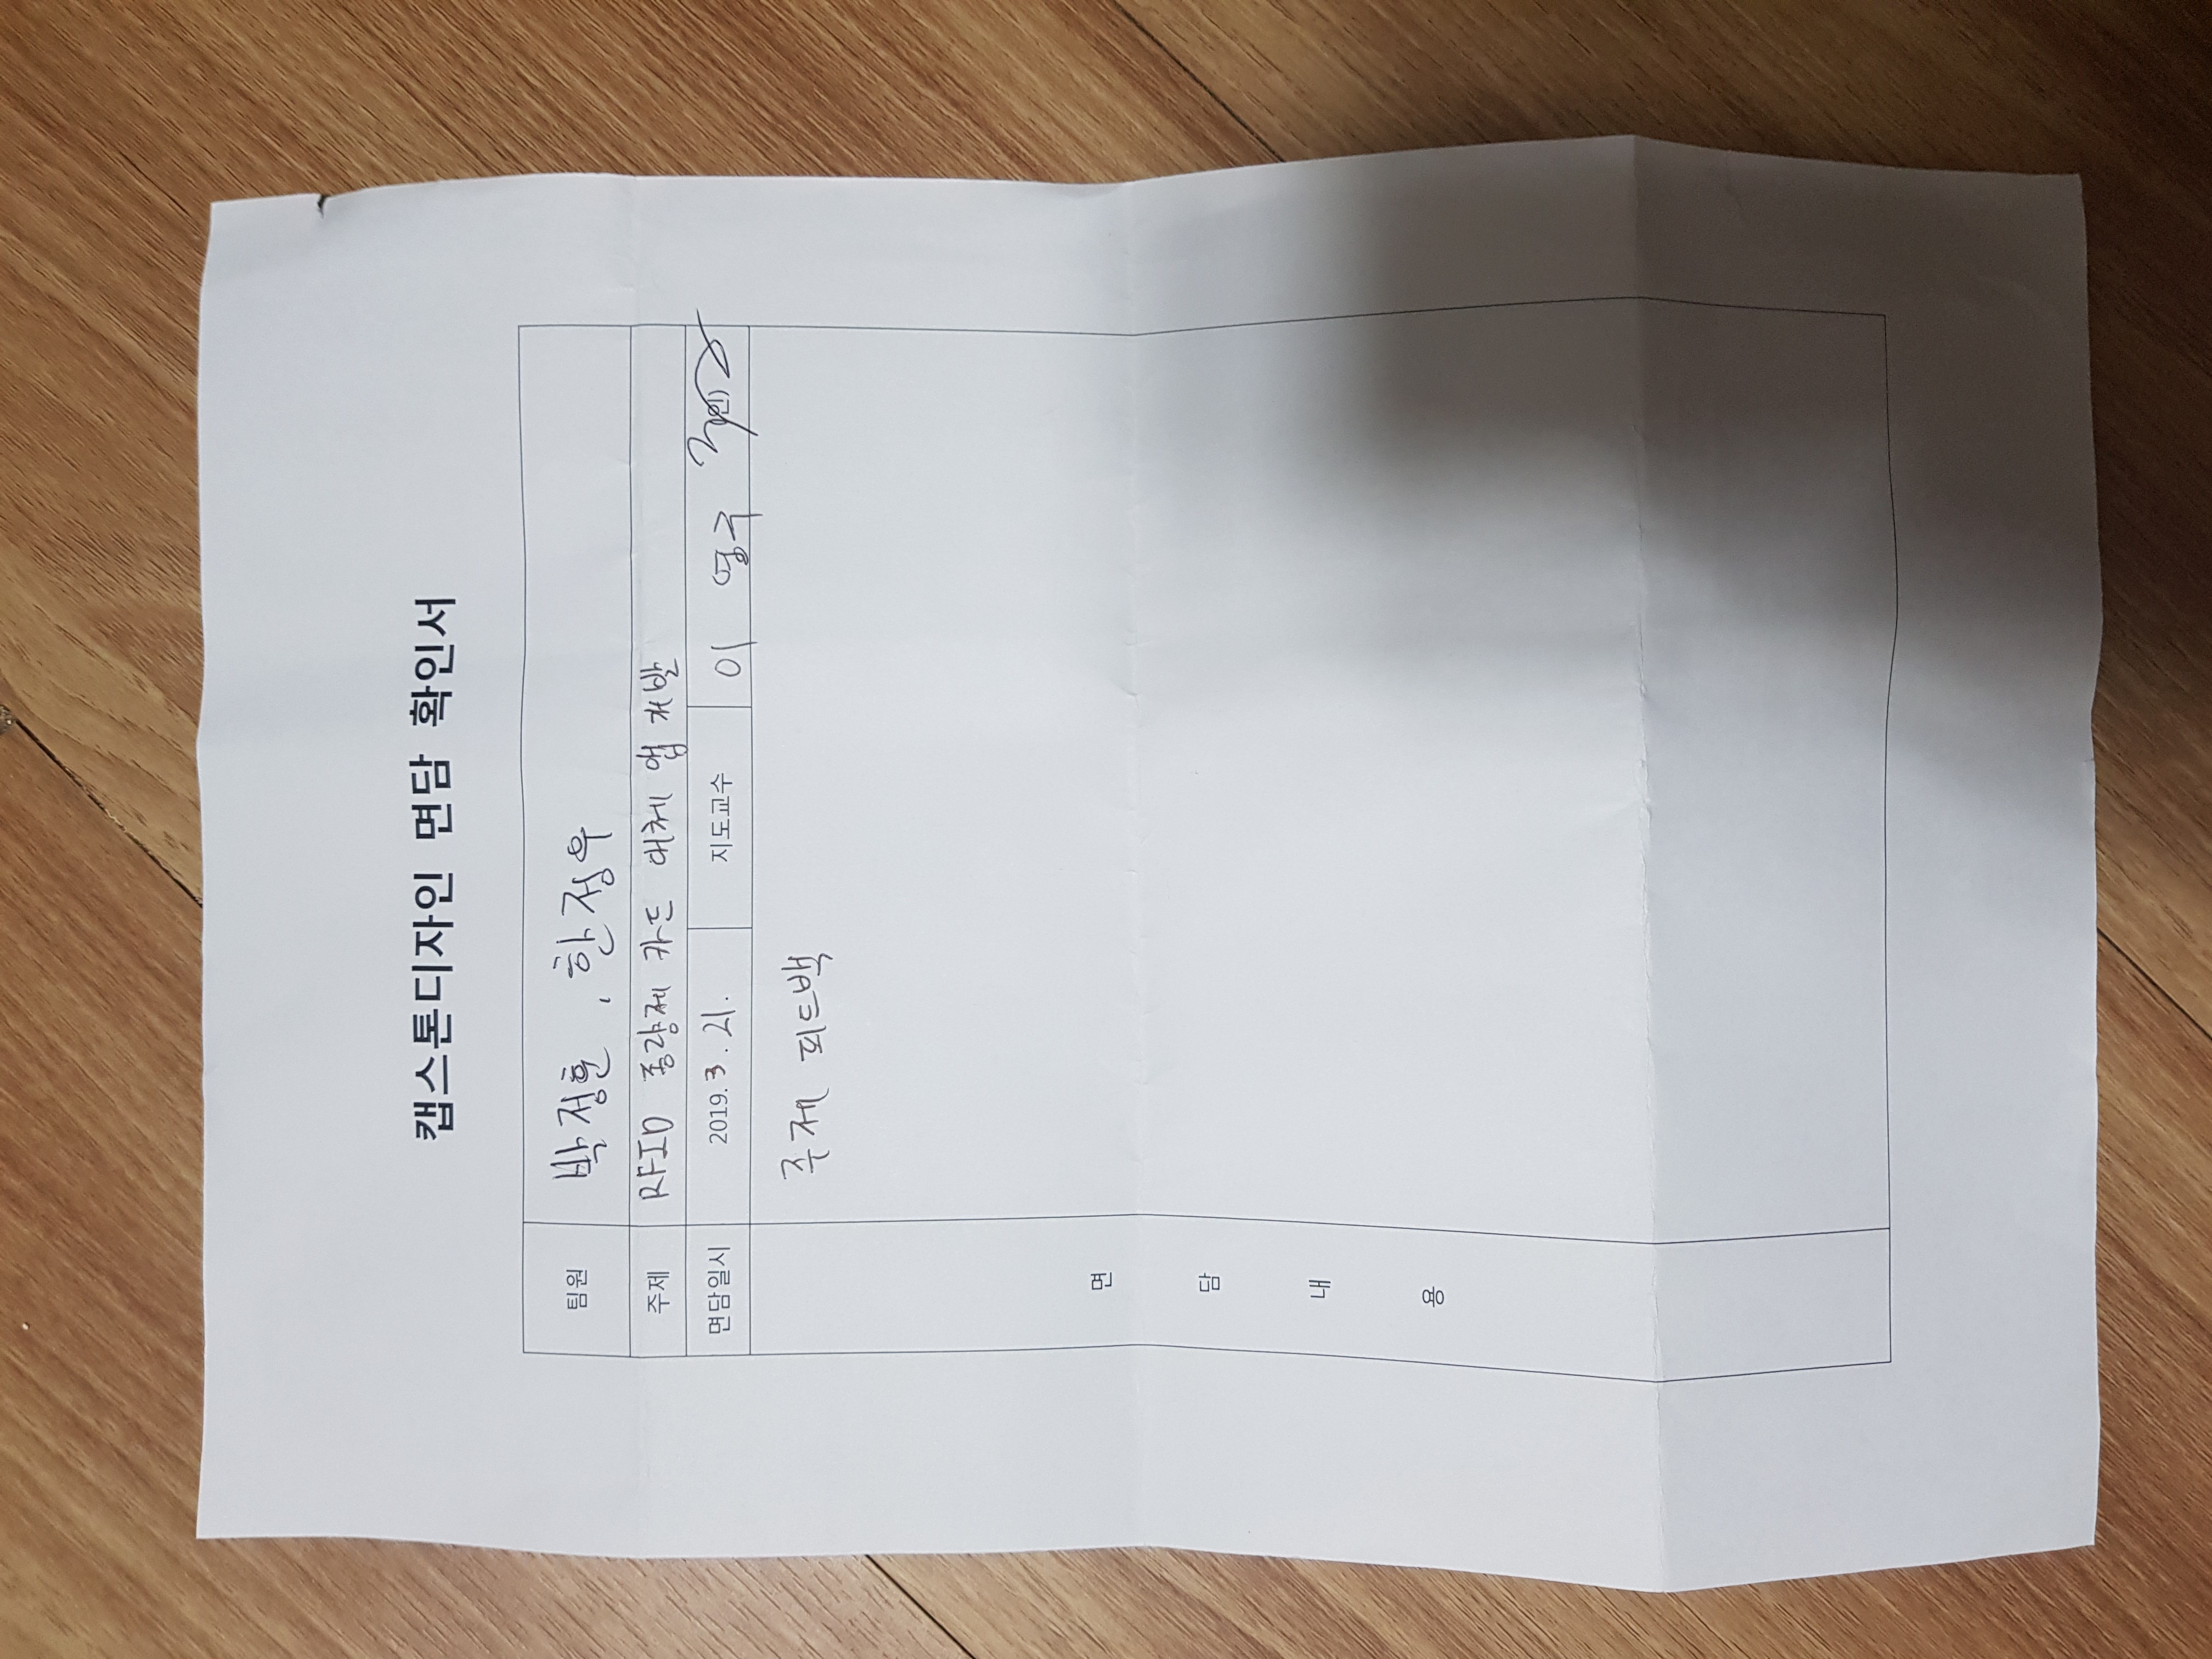 캡스톤디자인 면담 확인서
팀원 박정훈, 한정우
주제 RFID 종량제 카드 대체 앱 개발
면담일시 2019. 3. 21. 지도교수 이 영구 (인)
주제 피드백
면
담
내
용